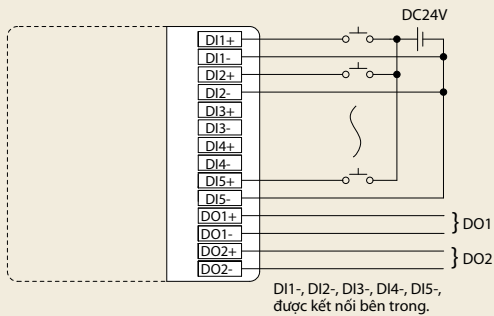 DC24V
DI1+
DI1-
DI2+
DI2-
DI3+
DI3-
DI4+
DI4-
DI5+
DI5-
DO1+
DO1-
DO2+
DO2-
} DO1
} DO2
DI1-, DI2-, DI3-, DI4-, DI5-,
được kết nối bên trong.